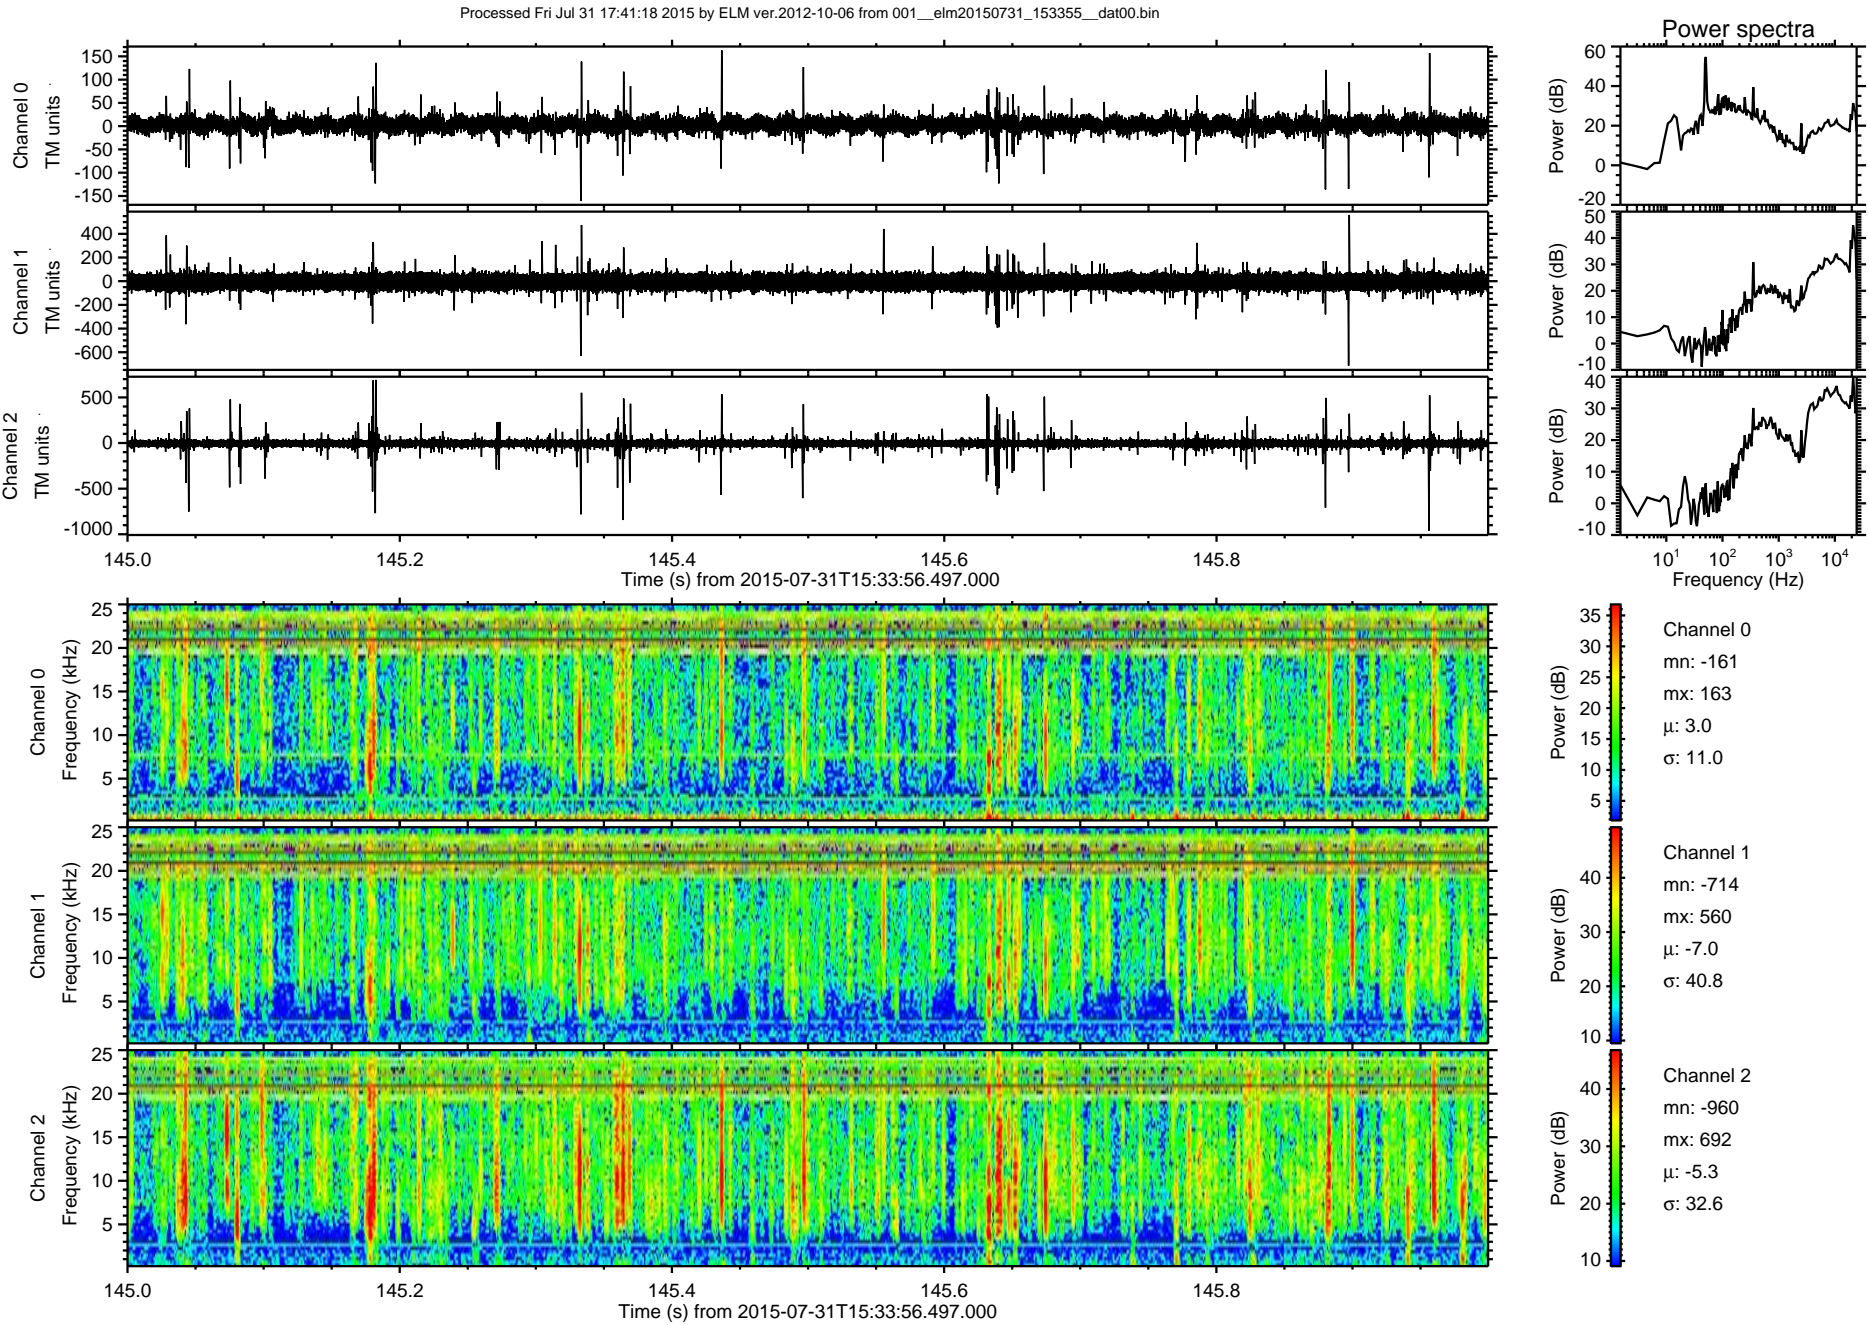 Processed Fri Jul 31 17:41:18 2015 by ELM ver.2012-10-06 from 001__elm20150731_153355__dat00.bin
Power spectra
Channel 0
TM units
150
100
50
0
-50
-100
-150
Power (dB)
60
40
20
0
-20
Channel 1
TM units
400
200
0
-200
-400
-600
Power (dB)
50
40
30
20
10
0
-10
Channel 2
TM units
500
0
-500
-1000
Power (dB)
40
30
20
10
0
-10
145.0 145.2 145.4 145.6 145.8
Time (s) from 2015-07-31T15:33:56.497.000
10^1 10^2 10^3 10^4
Frequency (Hz)
Channel 0
Frequency (kHz)
25
20
15
10
5
Power (dB)
35
30
25
20
15
10
5
Channel 0
mn: -161
mx: 163
μ: 3.0
σ: 11.0
Channel 1
Frequency (kHz)
25
20
15
10
5
Power (dB)
40
30
20
10
Channel 1
mn: -714
mx: 560
μ: -7.0
σ: 40.8
Channel 2
Frequency (kHz)
25
20
15
10
5
Power (dB)
40
30
20
10
Channel 2
mn: -960
mx: 692
μ: -5.3
σ: 32.6
145.0 145.2 145.4 145.6 145.8
Time (s) from 2015-07-31T15:33:56.497.000